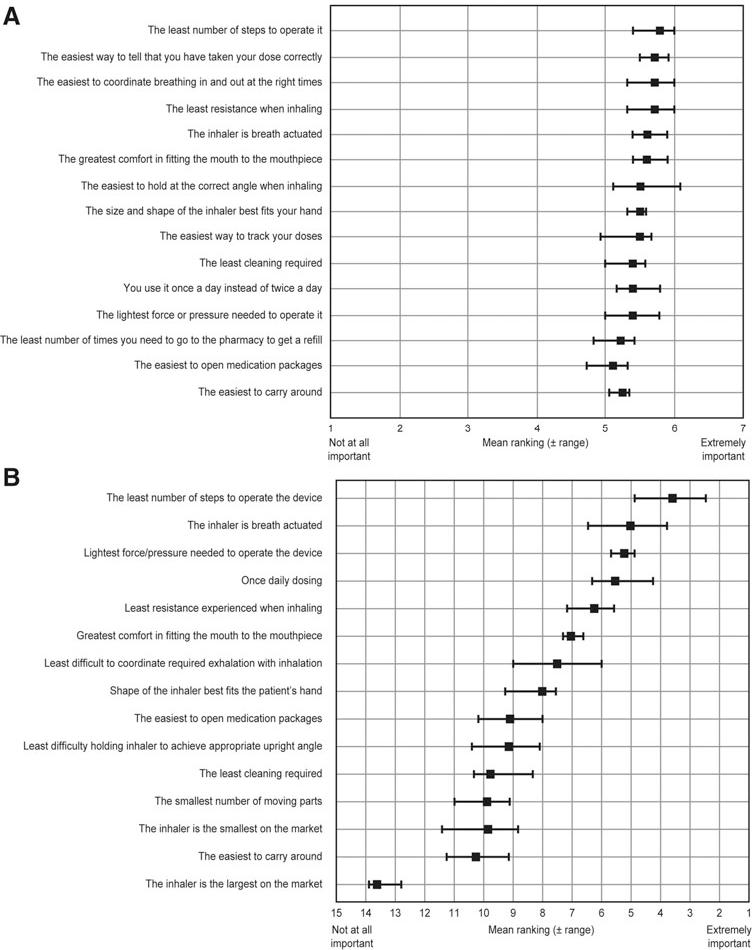 A
The least number of steps to operate it
The easiest way to tell that you have taken your dose correctly
The easiest to coordinate breathing in and out at the right times
The least resistance when inhaling
The inhaler is breath actuated
The greatest comfort in fitting the mouth to the mouthpiece
The easiest to hold at the correct angle when inhaling
The size and shape of the inhaler best fits your hand
The easiest way to track your doses
The least cleaning required
You use it once a day instead of twice a day
The lightest force or pressure needed to operate it
The least number of times you need to go to the pharmacy to get a refill
The easiest to open medication packages
The easiest to carry around
1 2 3 4 5 6 7
Not at all important
Mean ranking (± range)
Extremely important
B
The least number of steps to operate the device
The inhaler is breath actuated
Lightest force/pressure needed to operate the device
Once daily dosing
Least resistance experienced when inhaling
Greatest comfort in fitting the mouth to the mouthpiece
Least difficult to coordinate required exhalation with inhalation
Shape of the inhaler best fits the patient's hand
The easiest to open medication packages
Least difficulty holding inhaler to achieve appropriate upright angle
The least cleaning required
The smallest number of moving parts
The inhaler is the smallest on the market
The easiest to carry around
The inhaler is the largest on the market
15 14 13 12 11 10 9 8 7 6 5 4 3 2 1
Not at all important
Mean ranking (± range)
Extremely important